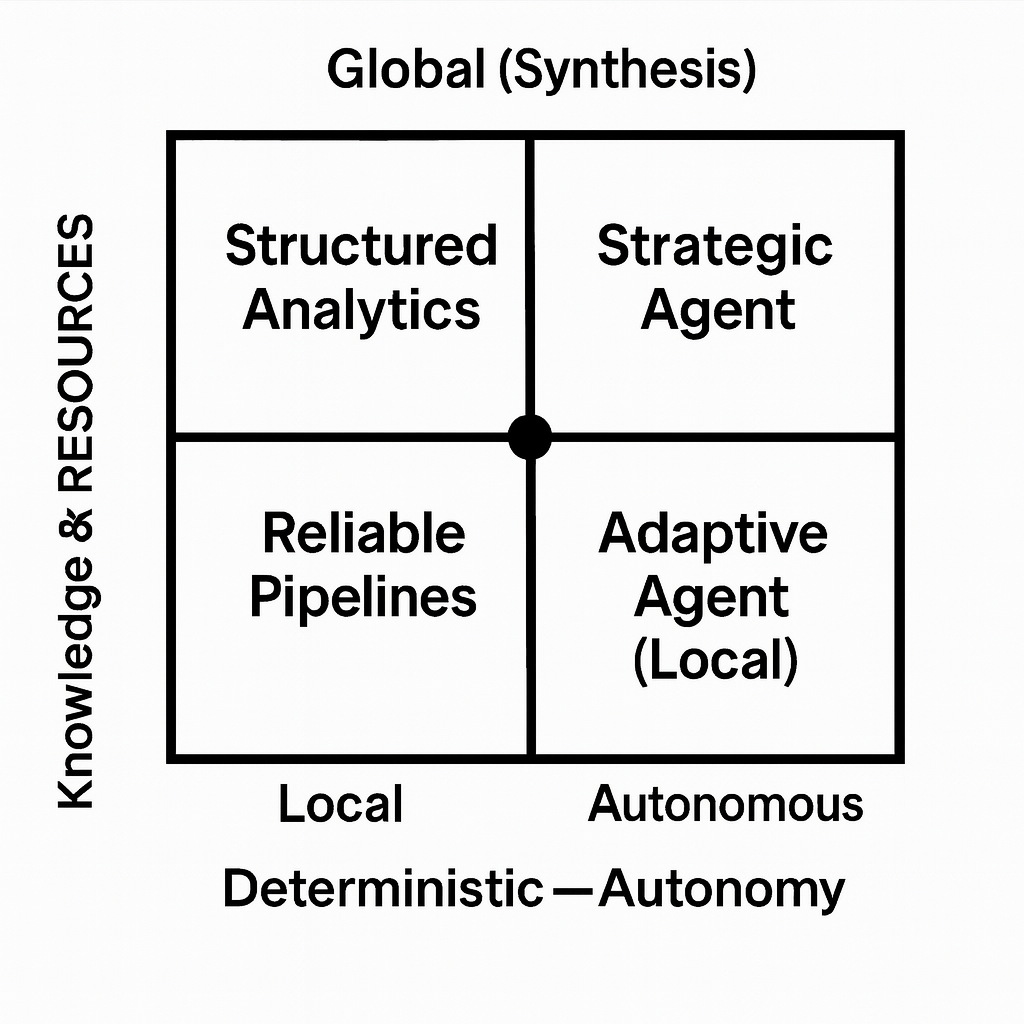 Global (Synthesis)
Knowledge & RESOURCES
Structured
Analytics
Strategic
Agent
Reliable
Pipelines
Adaptive
Agent
(Local)
Local
Autonomous
Deterministic—Autonomy